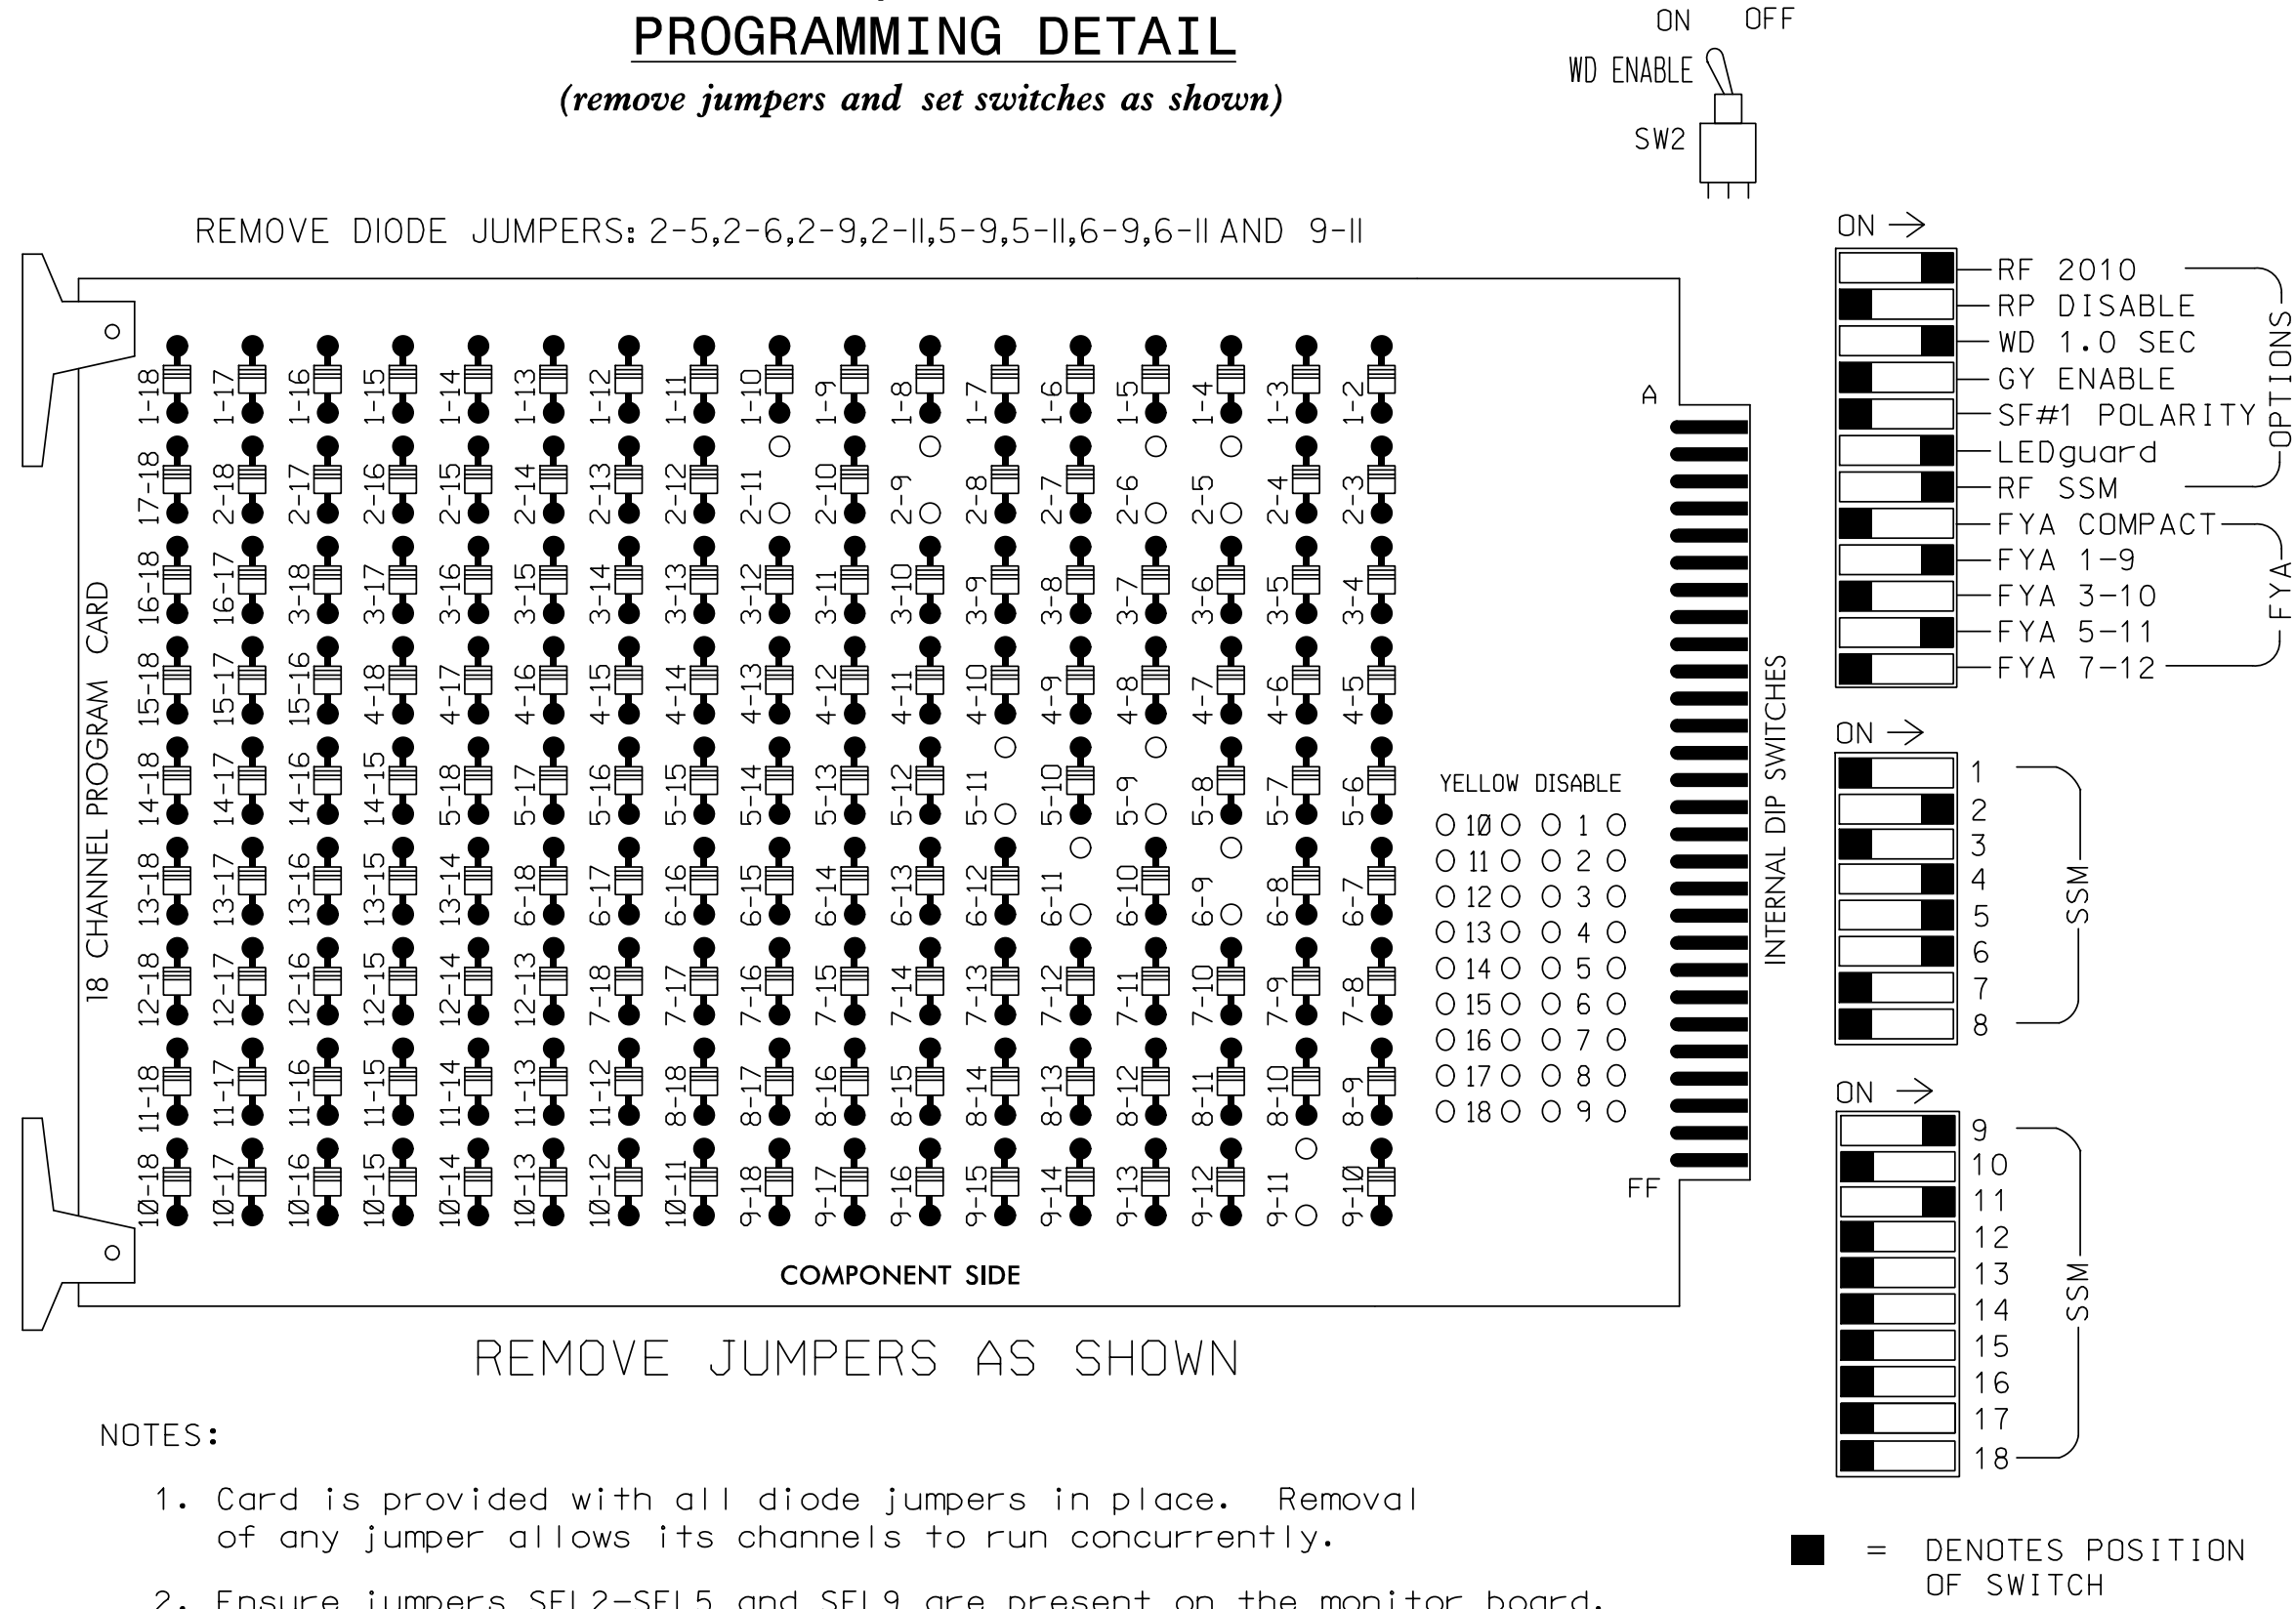 PROGRAMMING DETAIL
(remove jumpers and set switches as shown)
ON OFF
WD ENABLE
SW2
REMOVE DIODE JUMPERS: 2-5,2-6,2-9,2-11,5-9,5-11,6-9,6-11 AND 9-11
18 CHANNEL PROGRAM CARD
1-18 1-17 1-16 1-15 1-14 1-13 1-12 1-11 1-10 1-9 1-8 1-7 1-6 1-5 1-4 1-3 1-2
17-18 2-18 2-17 2-16 2-15 2-14 2-13 2-12 2-11 2-10 2-9 2-8 2-7 2-6 2-5 2-4 2-3
16-18 16-17 3-18 3-17 3-16 3-15 3-14 3-13 3-12 3-11 3-10 3-9 3-8 3-7 3-6 3-5 3-4
15-18 15-17 15-16 4-18 4-17 4-16 4-15 4-14 4-13 4-12 4-11 4-10 4-9 4-8 4-7 4-6 4-5
14-18 14-17 14-16 14-15 5-18 5-17 5-16 5-15 5-14 5-13 5-12 5-11 5-10 5-9 5-8 5-7 5-6
13-18 13-17 13-16 13-15 13-14 6-18 6-17 6-16 6-15 6-14 6-13 6-12 6-11 6-10 6-9 6-8 6-7
12-18 12-17 12-16 12-15 12-14 12-13 7-18 7-17 7-16 7-15 7-14 7-13 7-12 7-11 7-10 7-9 7-8
11-18 11-17 11-16 11-15 11-14 11-13 11-12 8-18 8-17 8-16 8-15 8-14 8-13 8-12 8-11 8-10 8-9
10-18 10-17 10-16 10-15 10-14 10-13 10-12 10-11 9-18 9-17 9-16 9-15 9-14 9-13 9-12 9-11 9-10
COMPONENT SIDE
YELLOW DISABLE
10 1
11 2
12 3
13 4
14 5
15 6
16 7
17 8
18 9
A
FF
INTERNAL DIP SWITCHES
ON
RF 2010
RP DISABLE
WD 1.0 SEC
GY ENABLE
SF#1 POLARITY
LEDguard
RF SSM
OPTIONS
FYA COMPACT
FYA 1-9
FYA 3-10
FYA 5-11
FYA 7-12
FYA
ON
1
2
3
4
5
6
7
8
SSM
ON
9
10
11
12
13
14
15
16
17
18
SSM
REMOVE JUMPERS AS SHOWN
NOTES:
1. Card is provided with all diode jumpers in place. Removal
of any jumper allows its channels to run concurrently.
2. Ensure jumpers SEL2-SEL5 and SEL9 are present on the monitor board.
= DENOTES POSITION
OF SWITCH